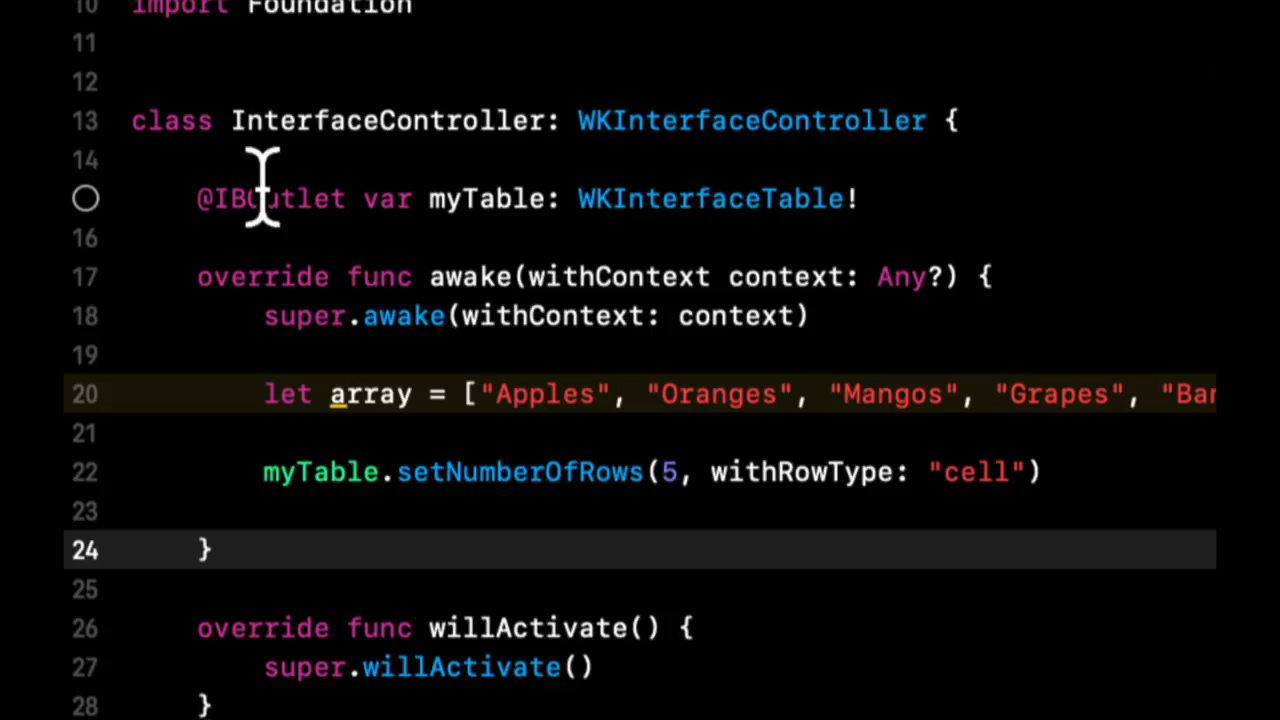 10 import Foundation
11
12
13 class InterfaceController: WKInterfaceController {
14
@IBOutlet var myTable: WKInterfaceTable!
16
17 override func awake(withContext context: Any?) {
18 super.awake(withContext: context)
19
20 let array = ["Apples", "Oranges", "Mangos", "Grapes", "Bar
21
22 myTable.setNumberOfRows(5, withRowType: "cell")
23
24 }
25
26 override func willActivate() {
27 super.willActivate()
28 }